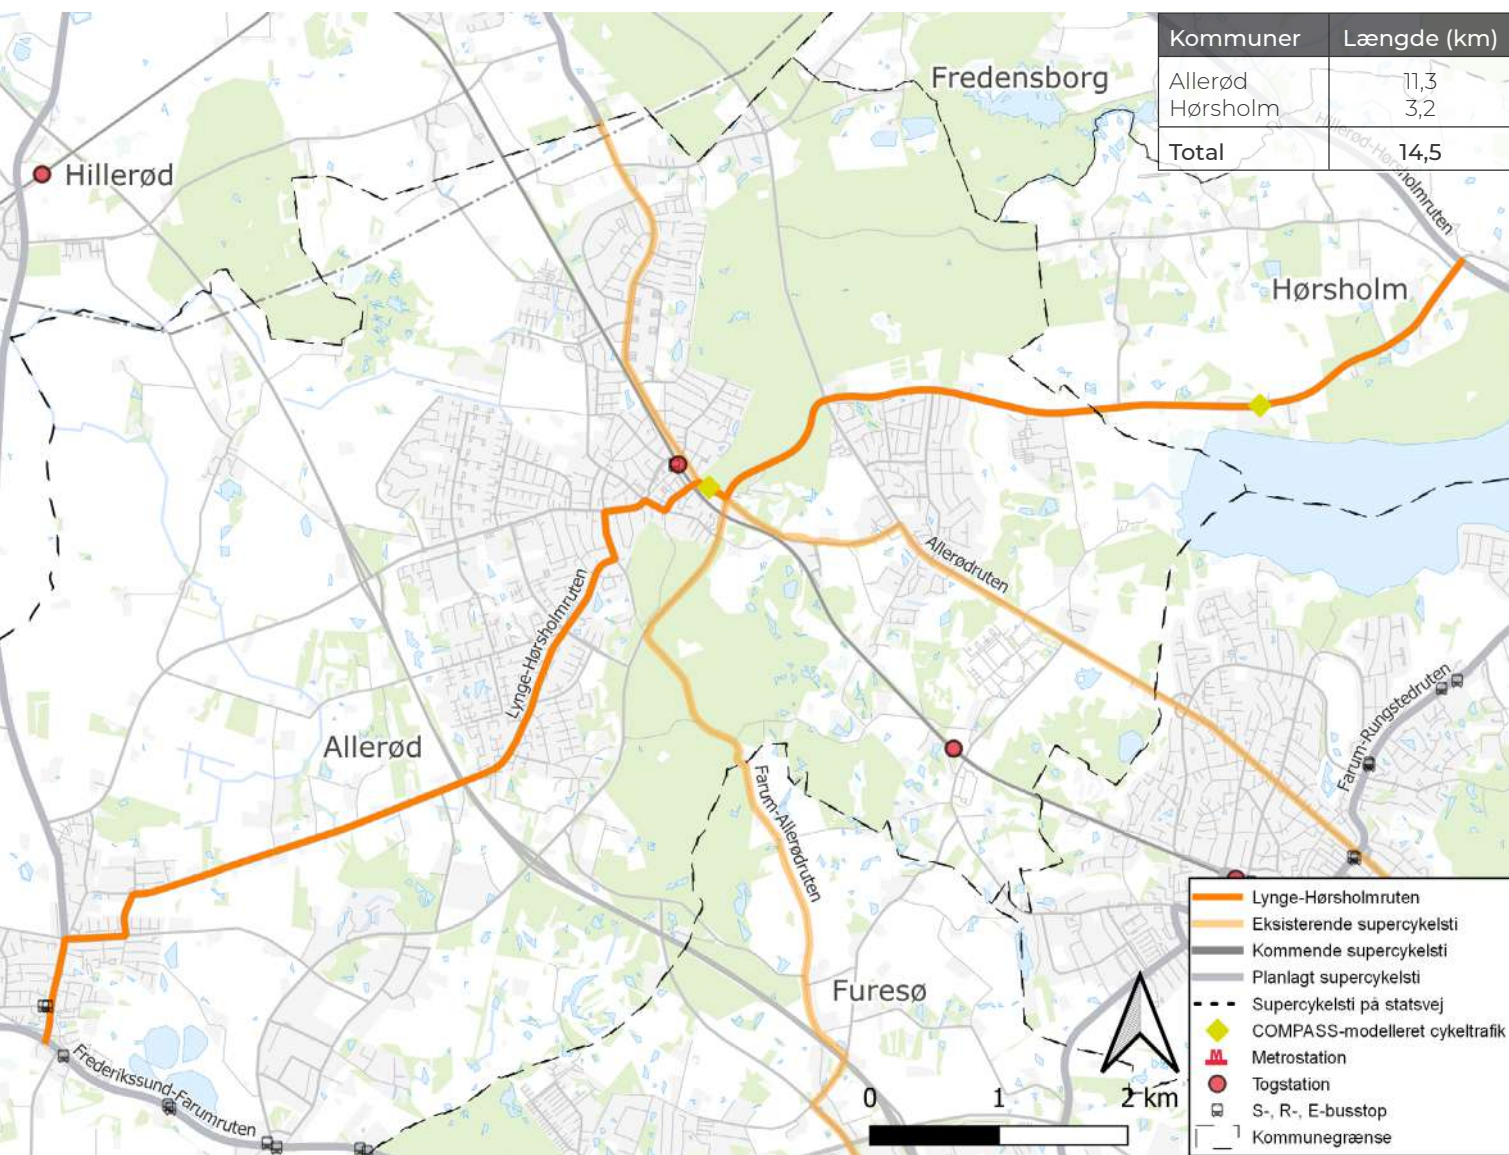 Kommuner Længde (km)
Allerød 11,3
Hørsholm 3,2
Total 14,5
Fredensborg
Hillerød-Hørsholmruten
Hillerød
Hørsholm
Allerødruten
Lynge-Hørsholmruten
Farum-Rungstedruten
Allerød
Farum-Allerødruten
Furesø
Frederikssund-Farumruten
0 1 2 km
Lynge-Hørsholmruten
Eksisterende supercykelsti
Kommende supercykelsti
Planlagt supercykelsti
Supercykelsti på statsvej
COMPASS-modelleret cykeltrafik
M Metrostation
Togstation
S-, R-, E-busstop
Kommunegrænse